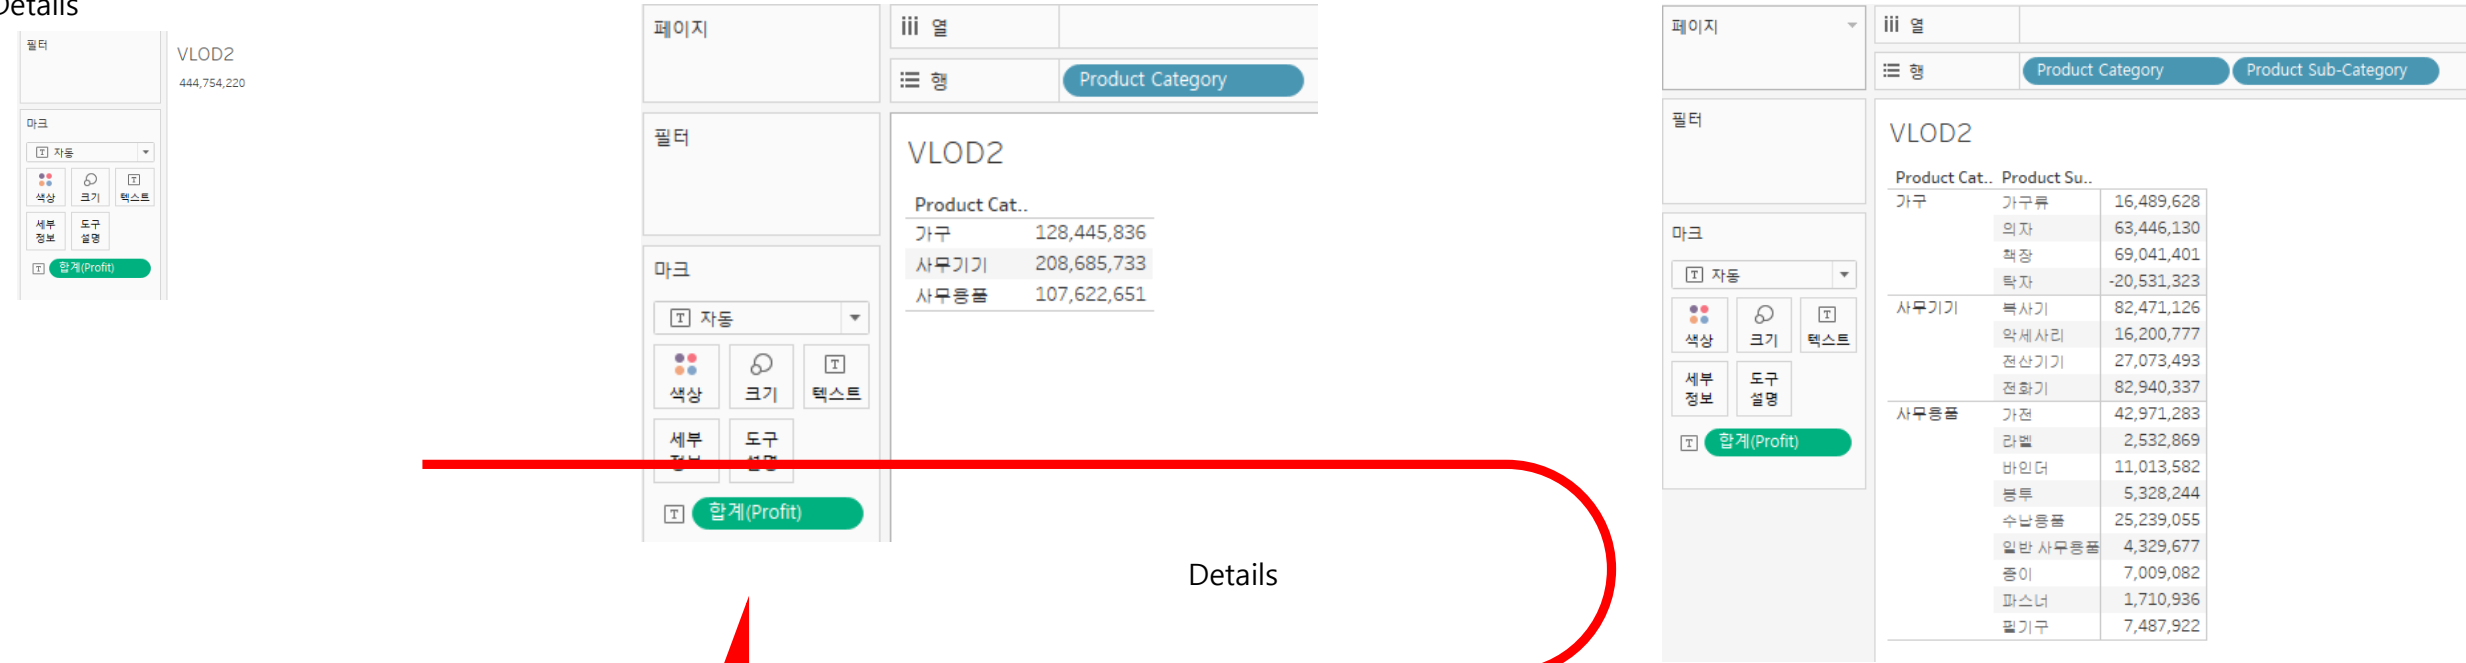 Details
필터
VLOD2
444,754,220
마크
자동
색상 크기 텍스트
세부 정보 도구 설명
합계(Profit)
페이지
iii 열
행 Product Category
필터
VLOD2
Product Cat..
가구 128,445,836
사무기기 208,685,733
사무용품 107,622,651
마크
자동
색상 크기 텍스트
세부 정보 도구 설명
합계(Profit)
Details
페이지
iii 열
행 Product Category Product Sub-Category
필터
VLOD2
Product Cat.. Product Su..
가구 가구류 16,489,628
의자 63,446,130
책장 69,041,401
탁자 -20,531,323
사무기기 복사기 82,471,126
악세사리 16,200,777
전산기기 27,073,493
전화기 82,940,337
사무용품 가전 42,971,283
라벨 2,532,869
바인더 11,013,582
봉투 5,328,244
수납용품 25,239,055
일반 사무용품 4,329,677
종이 7,009,082
파스너 1,710,936
필기구 7,487,922
마크
자동
색상 크기 텍스트
세부 정보 도구 설명
합계(Profit)